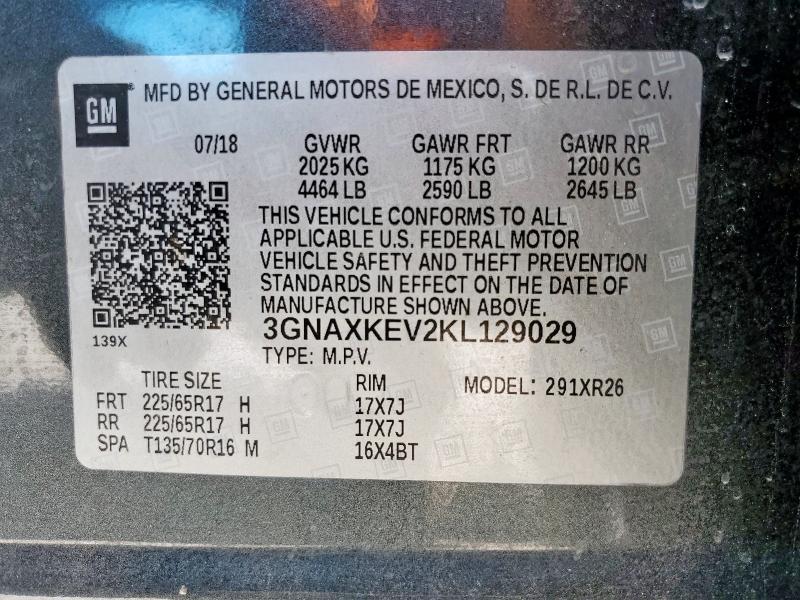 GM MFD BY GENERAL MOTORS DE MEXICO, S. DE R.L. DE C.V.
07/18 GVWR GAWR FRT GAWR RR
2025 KG 1175 KG 1200 KG
4464 LB 2590 LB 2645 LB
THIS VEHICLE CONFORMS TO ALL
APPLICABLE U.S. FEDERAL MOTOR
VEHICLE SAFETY AND THEFT PREVENTION
STANDARDS IN EFFECT ON THE DATE OF
MANUFACTURE SHOWN ABOVE.
139X
3GNAXKEV2KL129029
TYPE: M.P.V.
TIRE SIZE RIM MODEL: 291XR26
FRT 225/65R17 H 17X7J
RR 225/65R17 H 17X7J
SPA T135/70R16 M 16X4BT